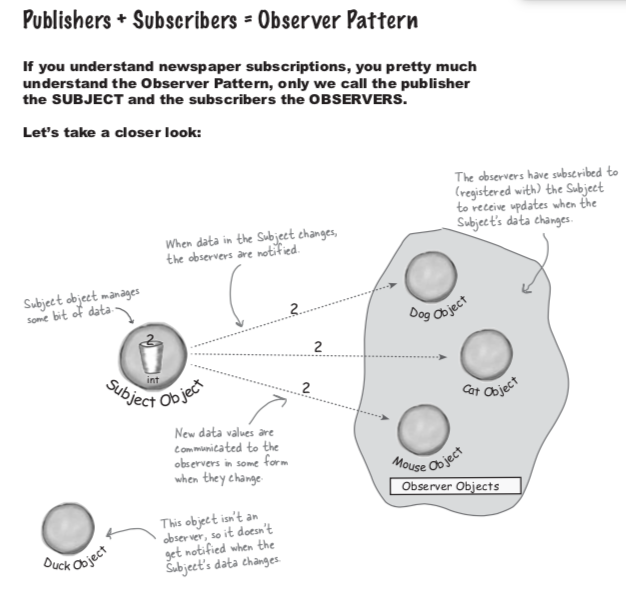 Publishers + Subscribers = Observer Pattern
If you understand newspaper subscriptions, you pretty much
understand the Observer Pattern, only we call the publisher
the SUBJECT and the subscribers the OBSERVERS.
Let's take a closer look:
The observers have subscribed to
(registered with) the Subject
to receive updates when the
Subject's data changes.
When data in the Subject changes,
the observers are notified.
Subject object manages
some bit of data.
2
int
Subject Object
2
2
2
Dog Object
Cat Object
Mouse Object
Observer Objects
New data values are
communicated to the
observers in some form
when they change.
Duck Object
This object isn't an
observer, so it doesn't
get notified when the
Subject's data changes.